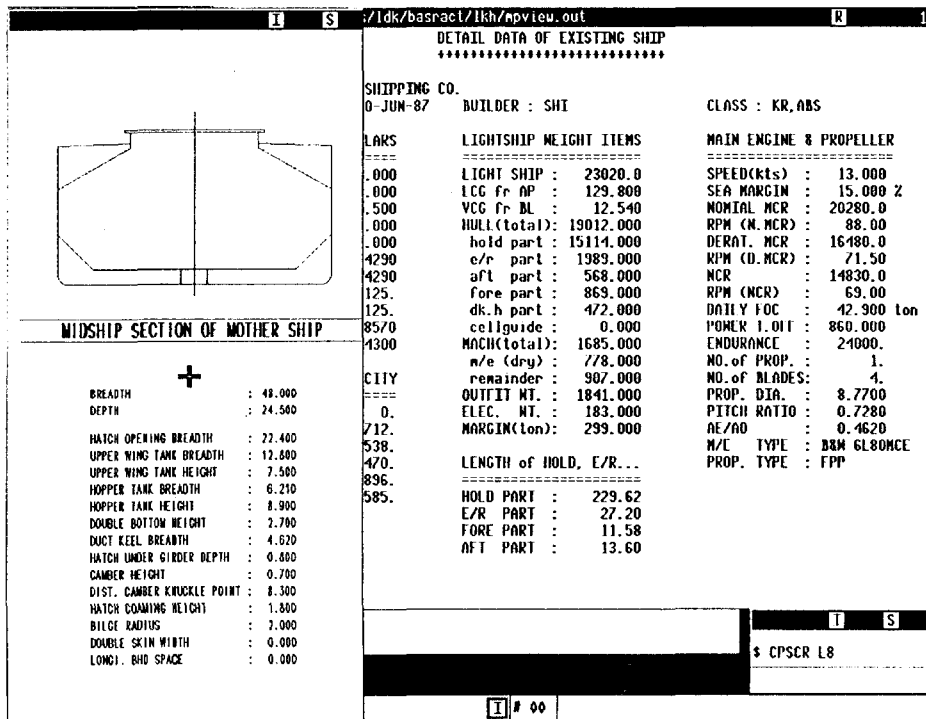 I S
:/ldk/basract/lkh/mpview.out R 1
DETAIL DATA OF EXISTING SHIP
++++++++++++++++++++++++++++
SHIPPING CO.
0-JUN-87 BUILDER : SHI CLASS : KR,ABS
LARS LIGHTSHIP WEIGHT ITEMS MAIN ENGINE & PROPELLER
==== ======================= =======================
.000 LIGHT SHIP : 23020.0 SPEED(kts) : 13.000
.000 LCG fr AP : 129.800 SEA MARGIN : 15.000 %
.500 VCG fr BL : 12.540 NOMIAL MCR : 20280.0
.000 HULL(total): 19012.000 RPM (N.MCR) : 88.00
.000 hold part : 15114.000 DERAT. MCR : 16480.0
4290 e/r part : 1989.000 RPM (D.MCR) : 71.50
4290 aft part : 568.000 NCR : 14830.0
125. fore part : 869.000 RPM (NCR) : 69.00
125. dk.h part : 472.000 DAILY FOC : 42.900 ton
8570 cellguide : 0.000 POWER T.OFF : 860.000
4300 MACH(total): 1685.000 ENDURANCE : 24000.
m/e (dry) : 778.000 NO.of PROP. : 1.
CITY remainder : 907.000 NO.of BLADES: 4.
==== OUTFIT WT. : 1841.000 PROP. DIA. : 8.7700
0. ELEC. WT. : 183.000 PITCH RATIO : 0.7280
712. MARGIN(ton): 299.000 AE/AO : 0.4620
538. M/E TYPE : B&W 6L80MCE
470. LENGTH of HOLD, E/R... PROP. TYPE : FPP
896. =======================
585. HOLD PART : 229.62
E/R PART : 27.20
FORE PART : 11.58
AFT PART : 13.60
MIDSHIP SECTION OF MOTHER SHIP
BREADTH : 48.000
DEPTH : 24.500
HATCH OPENING BREADTH : 22.400
UPPER WING TANK BREADTH : 12.800
UPPER WING TANK HEIGHT : 7.500
HOPPER TANK BREADTH : 6.210
HOPPER TANK HEIGHT : 8.900
DOUBLE BOTTOM HEIGHT : 2.700
DUCT KEEL BREADTH : 4.620
HATCH UNDER GIRDER DEPTH : 0.800
CAMBER HEIGHT : 0.700
DIST. CAMBER KNUCKLE POINT : 8.300
HATCH COAMING HEIGHT : 1.800
BILGE RADIUS : 2.000
DOUBLE SKIN WIDTH : 0.000
LONGI. BHD SPACE : 0.000
T S
$ CPSCR L8
I # 00